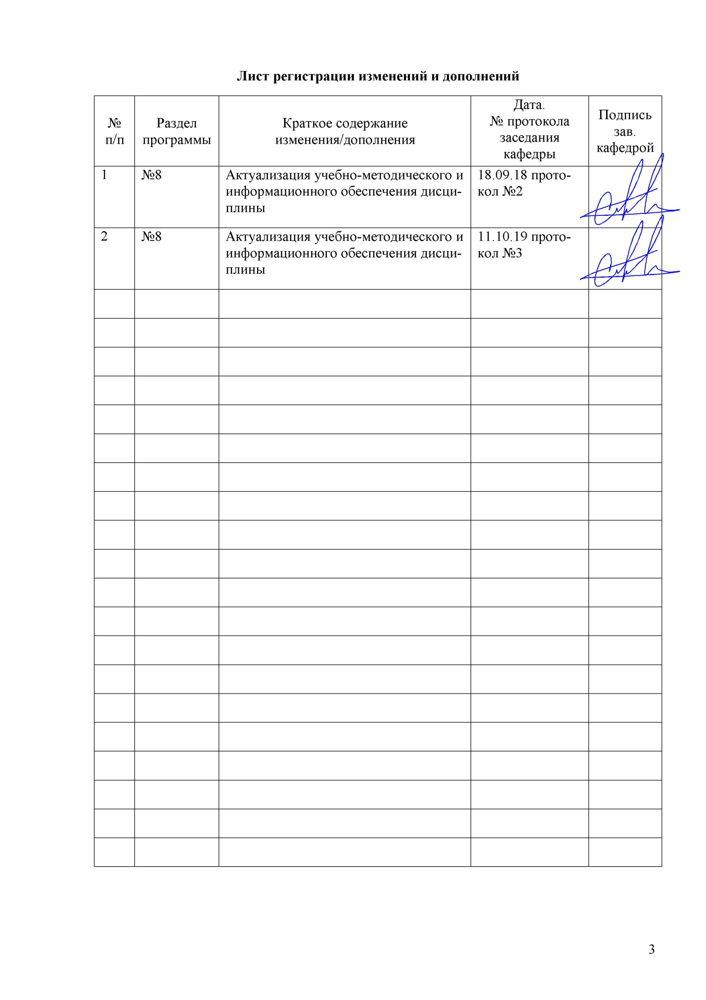 Лист регистрации изменений и дополнений
№
п/п
Раздел
программы
Краткое содержание
изменения/дополнения
Дата.
№ протокола
заседания
кафедры
Подпись
зав.
кафедрой
1
№8
Актуализация учебно-методического и
информационного обеспечения дисци-
плины
18.09.18 прото-
кол №2
2
№8
Актуализация учебно-методического и
информационного обеспечения дисци-
плины
11.10.19 прото-
кол №3
3